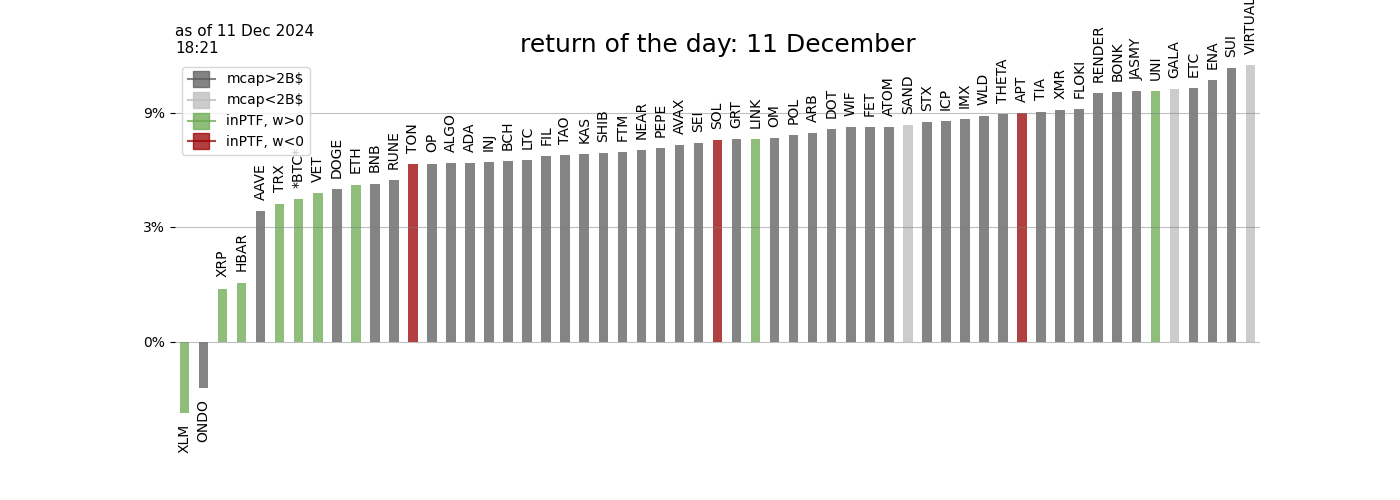 as of 11 Dec 2024
18:21
return of the day: 11 December
mcap>2B$
mcap<2B$
inPTF, w>0
inPTF, w<0
9%
3%
0%
XLM
ONDO
XRP
HBAR
AAVE
TRX
*BTC*
VET
DOGE
ETH
BNB
RUNE
TON
OP
ALGO
ADA
INJ
BCH
LTC
FIL
TAO
KAS
SHIB
FTM
NEAR
PEPE
AVAX
SEI
SOL
GRT
LINK
OM
POL
ARB
DOT
WIF
FET
ATOM
SAND
STX
ICP
IMX
WLD
THETA
APT
TIA
XMR
FLOKI
RENDER
BONK
JASMY
UNI
GALA
ETC
ENA
SUI
VIRTUAL